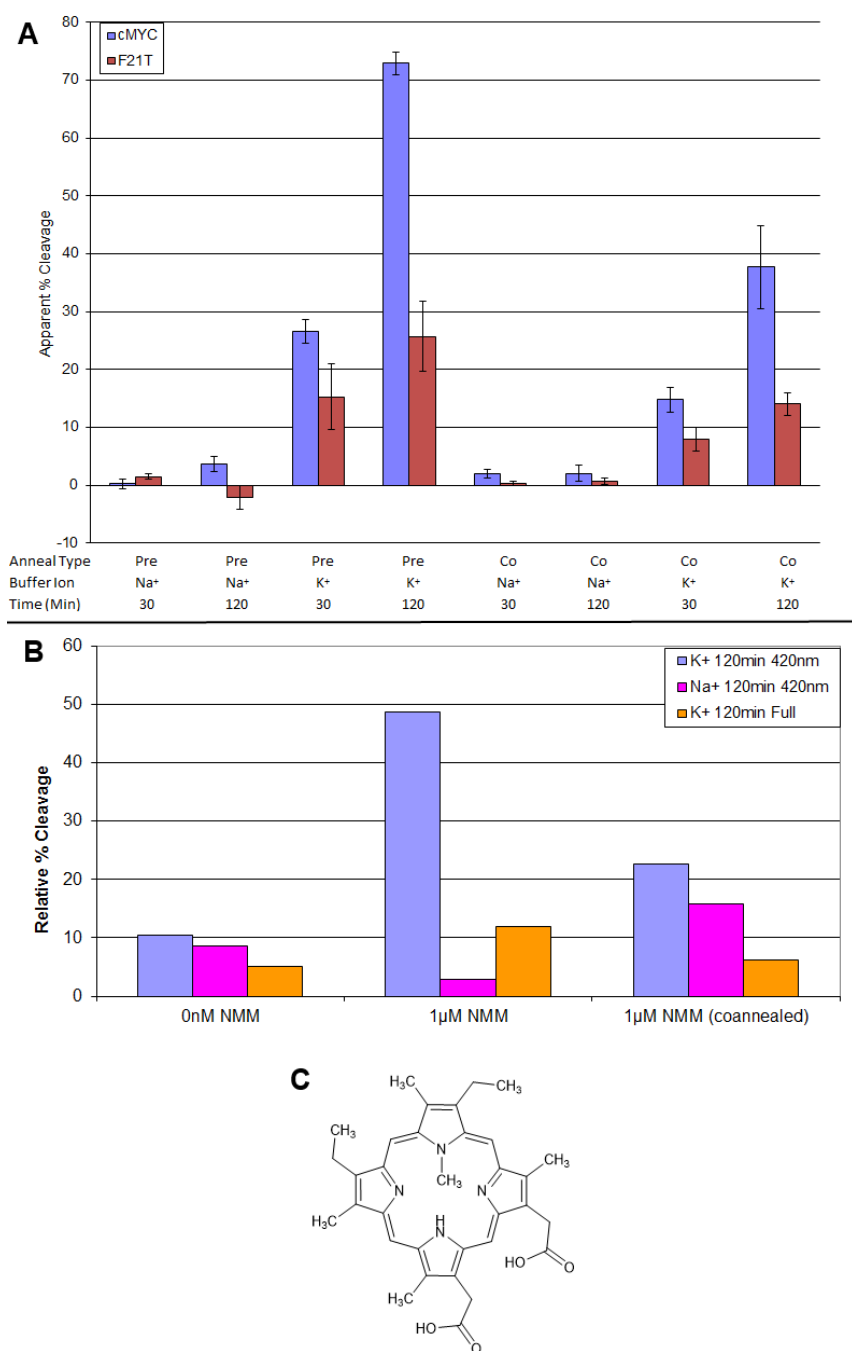 A
cMYC
F21T
80
70
60
50
40
30
20
10
0
-10
Apparent % Cleavage
Anneal Type Pre Pre Pre Pre Co Co Co Co
Buffer Ion Na⁺ Na⁺ K⁺ K⁺ Na⁺ Na⁺ K⁺ K⁺
Time (Min) 30 120 30 120 30 120 30 120
B
K+ 120min 420nm
Na+ 120min 420nm
K+ 120min Full
60
50
40
30
20
10
0
Relative % Cleavage
0nM NMM 1µM NMM 1µM NMM (coannealed)
C
H₃C CH₃
CH₃
N CH₃
N CH₃ N
H₃C H
N
HO O
H₃C
HO O